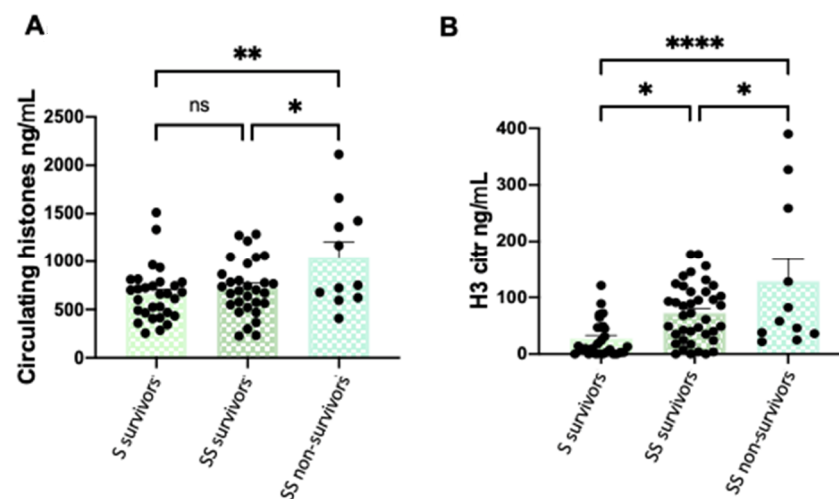 A
**
ns
*
Circulating histones ng/mL
2500
2000
1500
1000
500
0
S survivors
SS survivors
SS non-survivors
B
****
*
*
H3 citr ng/mL
400
300
200
100
0
S survivors
SS survivors
SS non-survivors